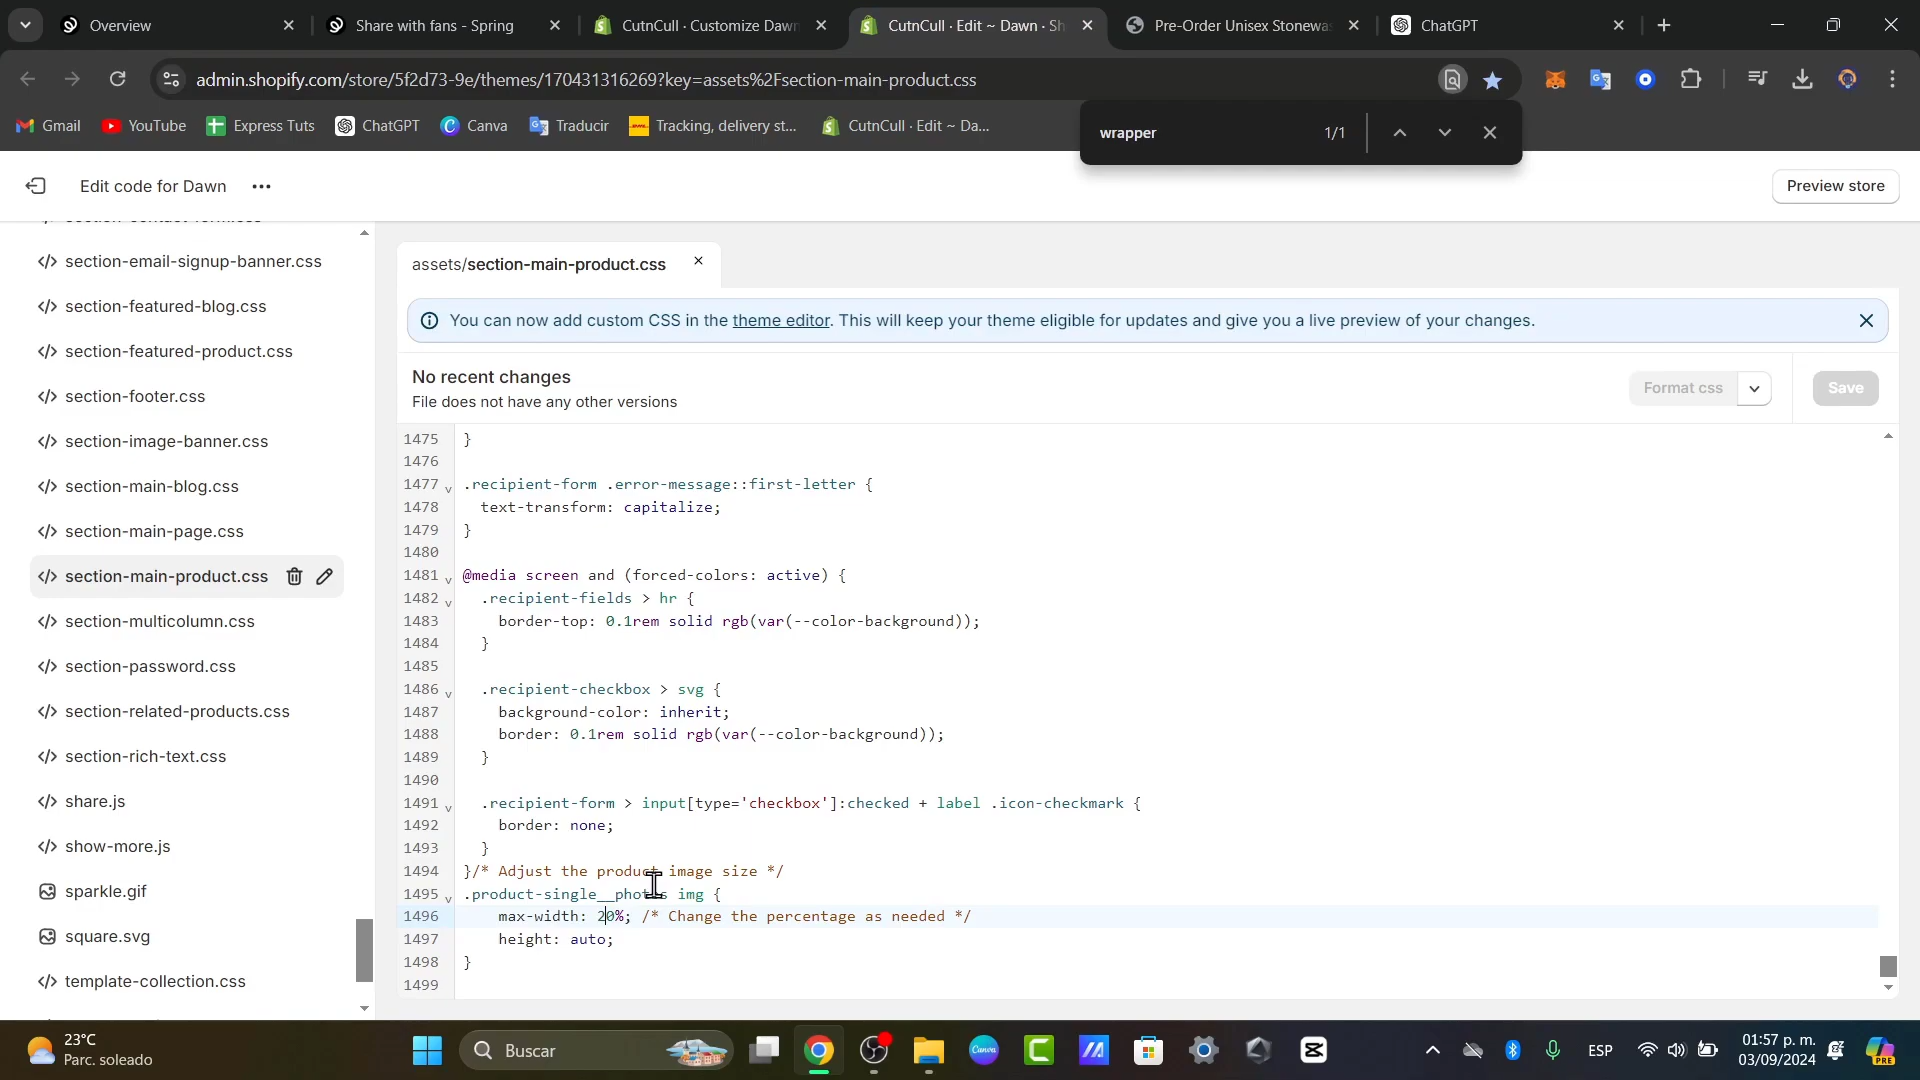 Overview
Share with fans - Spring
CutnCull · Customize Dawn
CutnCull · Edit ~ Dawn · Sh
Pre-Order Unisex Stonewas
ChatGPT
admin.shopify.com/store/5f2d73-9e/themes/170431316269?key=assets%2Fsection-main-product.css
Gmail
YouTube
Express Tuts
ChatGPT
Canva
Traducir
Tracking, delivery st...
CutnCull · Edit ~ Da...
wrapper
1/1
Edit code for Dawn
Preview store
section-contact-form.css
section-email-signup-banner.css
section-featured-blog.css
section-featured-product.css
section-footer.css
section-image-banner.css
section-main-blog.css
section-main-page.css
section-main-product.css
section-multicolumn.css
section-password.css
section-related-products.css
section-rich-text.css
share.js
show-more.js
sparkle.gif
square.svg
template-collection.css
assets/section-main-product.css
You can now add custom CSS in the theme editor. This will keep your theme eligible for updates and give you a live preview of your changes.
No recent changes
File does not have any other versions
Format css
Save
1475 }
1476
1477 .recipient-form .error-message::first-letter {
1478 text-transform: capitalize;
1479 }
1480
1481 @media screen and (forced-colors: active) {
1482 .recipient-fields > hr {
1483 border-top: 0.1rem solid rgb(var(--color-background));
1484 }
1485
1486 .recipient-checkbox > svg {
1487 background-color: inherit;
1488 border: 0.1rem solid rgb(var(--color-background));
1489 }
1490
1491 .recipient-form > input[type='checkbox']:checked + label .icon-checkmark {
1492 border: none;
1493 }
1494 }/* Adjust the product image size */
1495 .product-single__photos img {
1496 max-width: 20%; /* Change the percentage as needed */
1497 height: auto;
1498 }
1499
23°C
Parc. soleado
Buscar
Canva
ESP
01:57 p. m.
03/09/2024
PRE